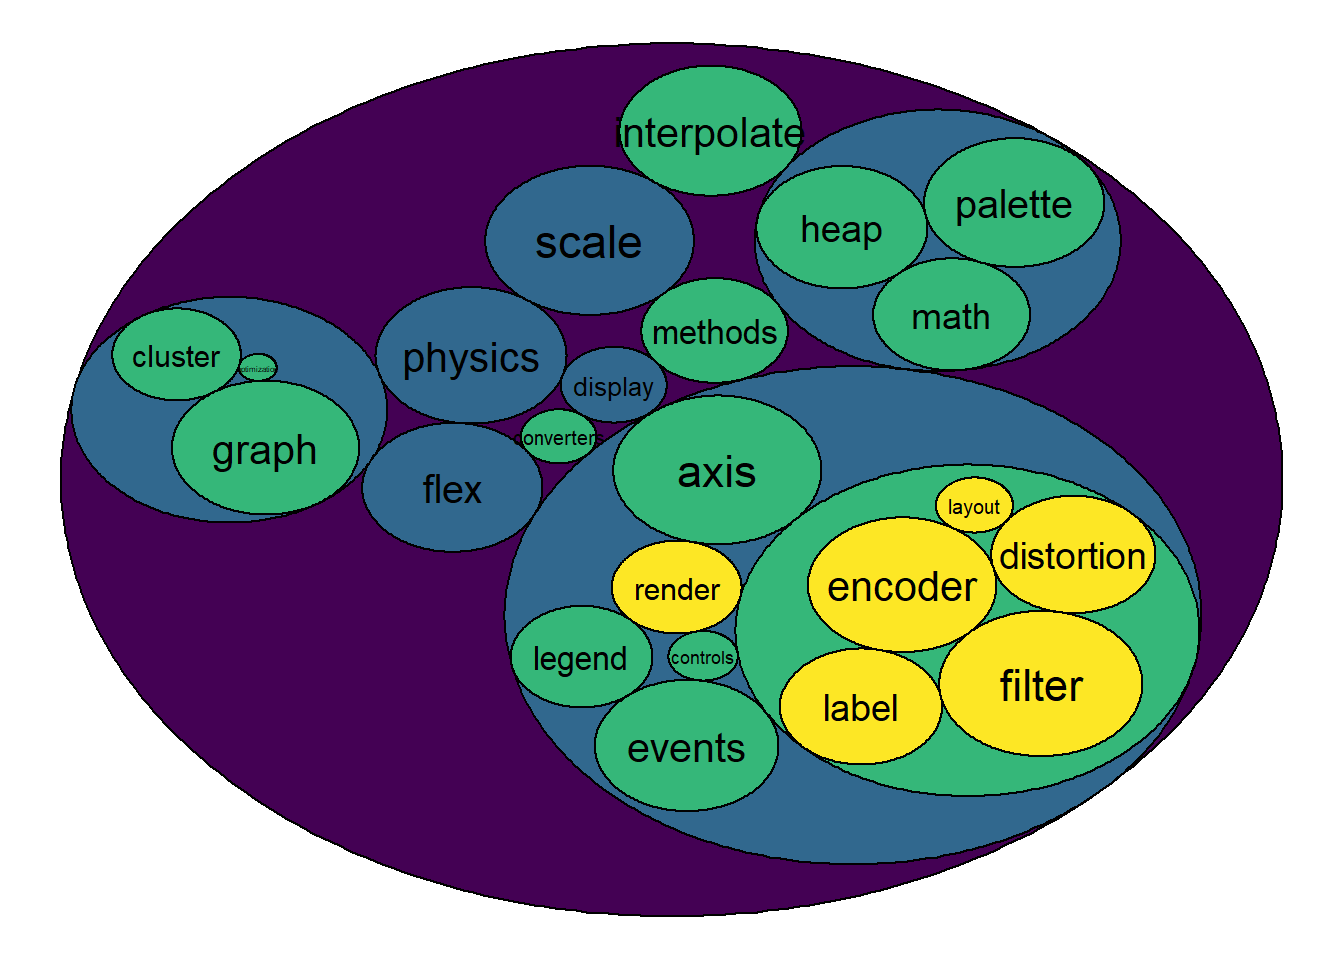 interpolate
palette
heap
scale
math
methods
cluster
physics
display
converters
graph
axis
flex
layout
distortion
encoder
render
legend
controls
filter
label
events